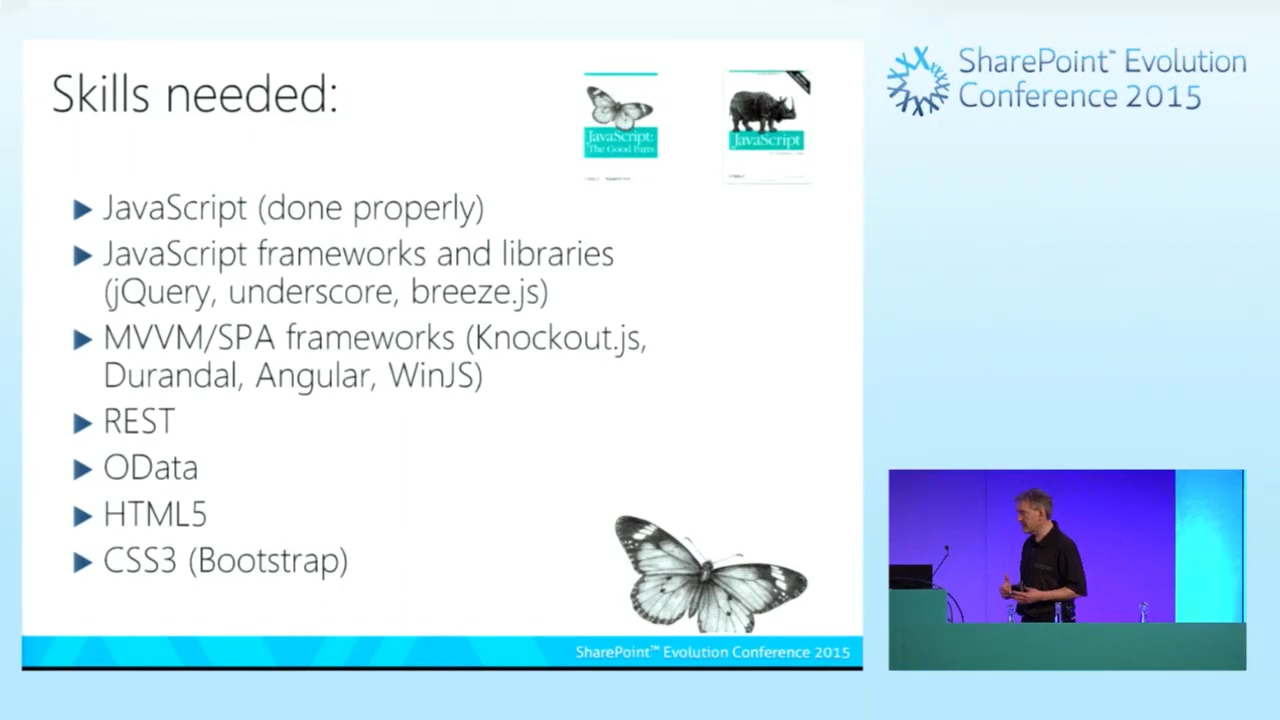 Skills needed:
JavaScript:
The Good Parts
JavaScript
JavaScript (done properly)
JavaScript frameworks and libraries
(jQuery, underscore, breeze.js)
MVVM/SPA frameworks (Knockout.js,
Durandal, Angular, WinJS)
REST
OData
HTML5
CSS3 (Bootstrap)
SharePoint™ Evolution Conference 2015
SharePoint™ Evolution
Conference 2015